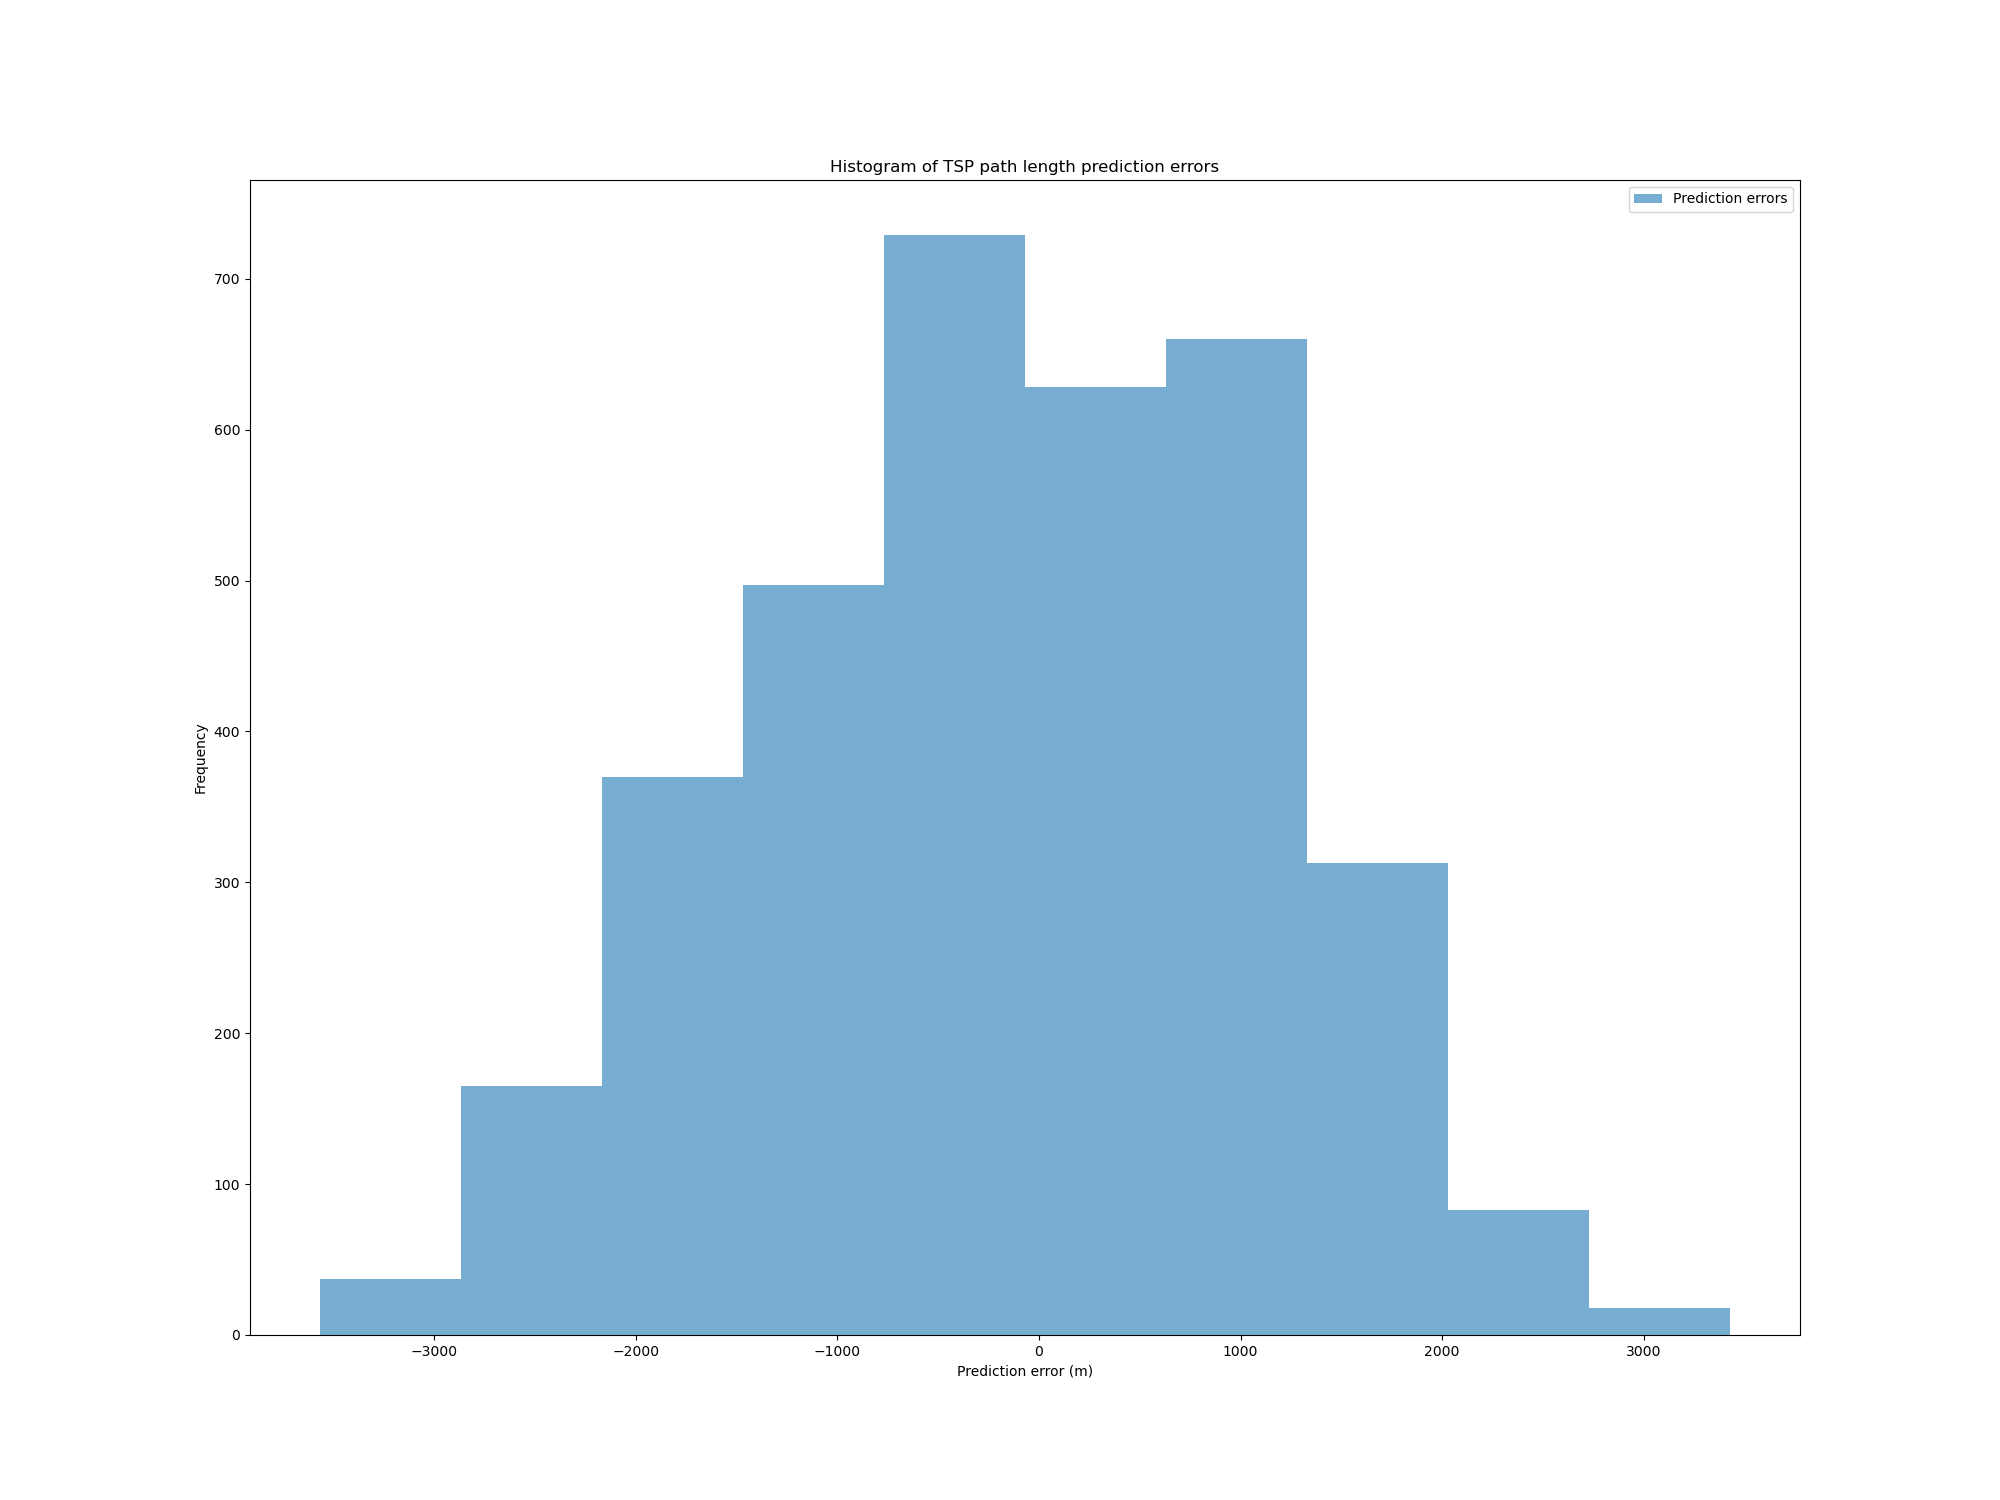 Histogram of TSP path length prediction errors
Prediction errors
700
600
500
400
300
200
100
0
Frequency
−3000 −2000 −1000 0 1000 2000 3000
Prediction error (m)